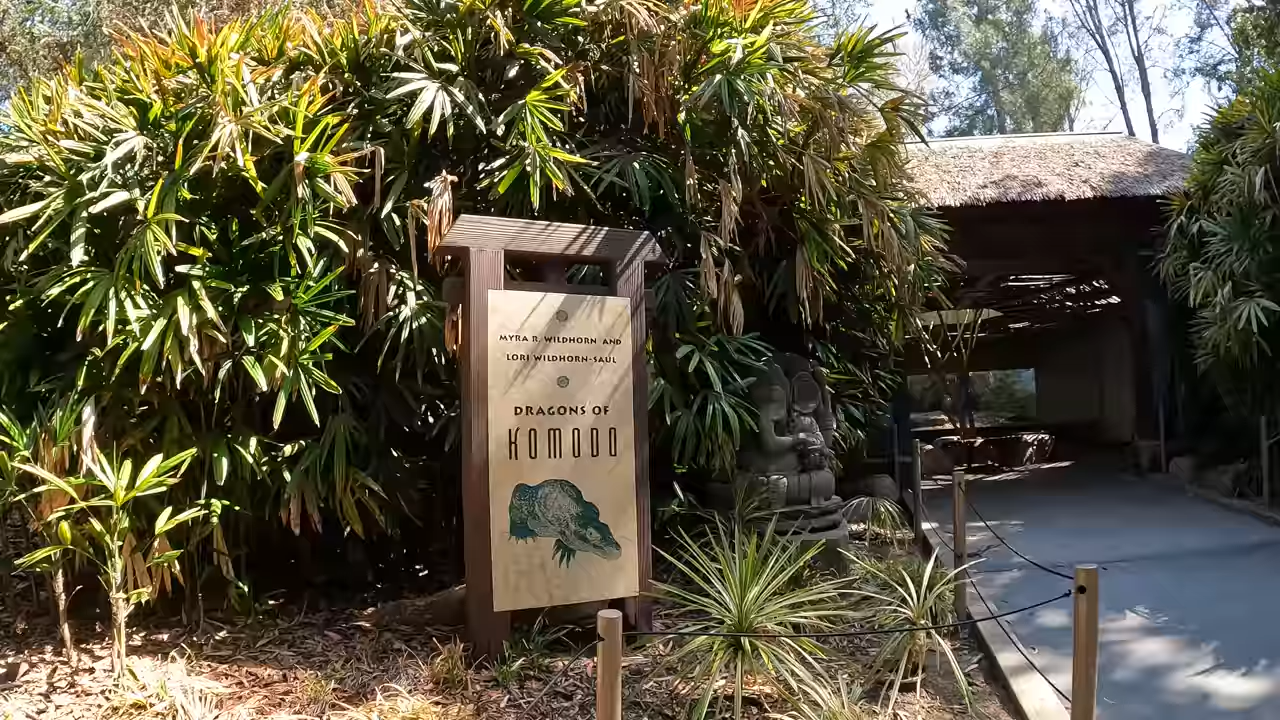 MYRA R. WILDHORN AND
LORI WILDHORN-SAUL
DRAGONS OF
KOMODO